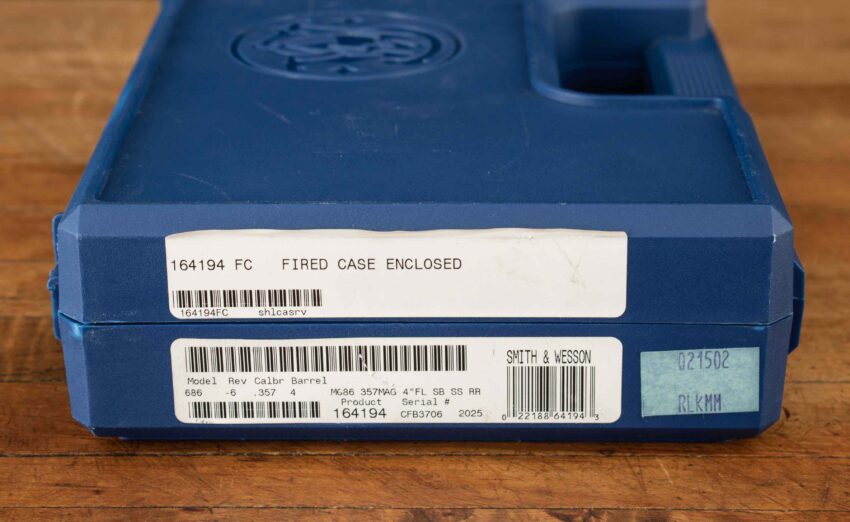 164194 FC FIRED CASE ENCLOSED
164194FC shlcasrv
Model Rev Calbr Barrel
686 -6 .357 4 M686 357MAG 4"FL SB SS RR
Product Serial #
164194 CFB3706 2025
SMITH & WESSON
0 22188 64194 3
021502
RLKMM